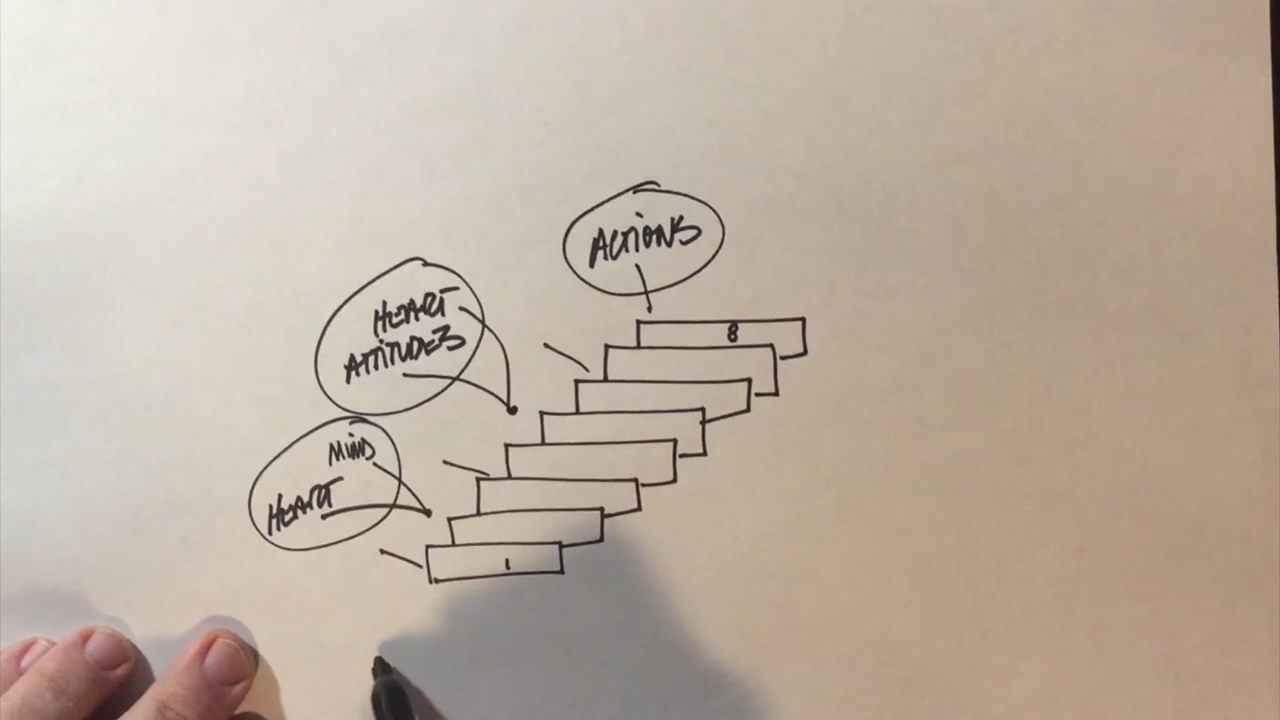 ACTIONS
HEART
ATTITUDES
MIND
HEART
8
1